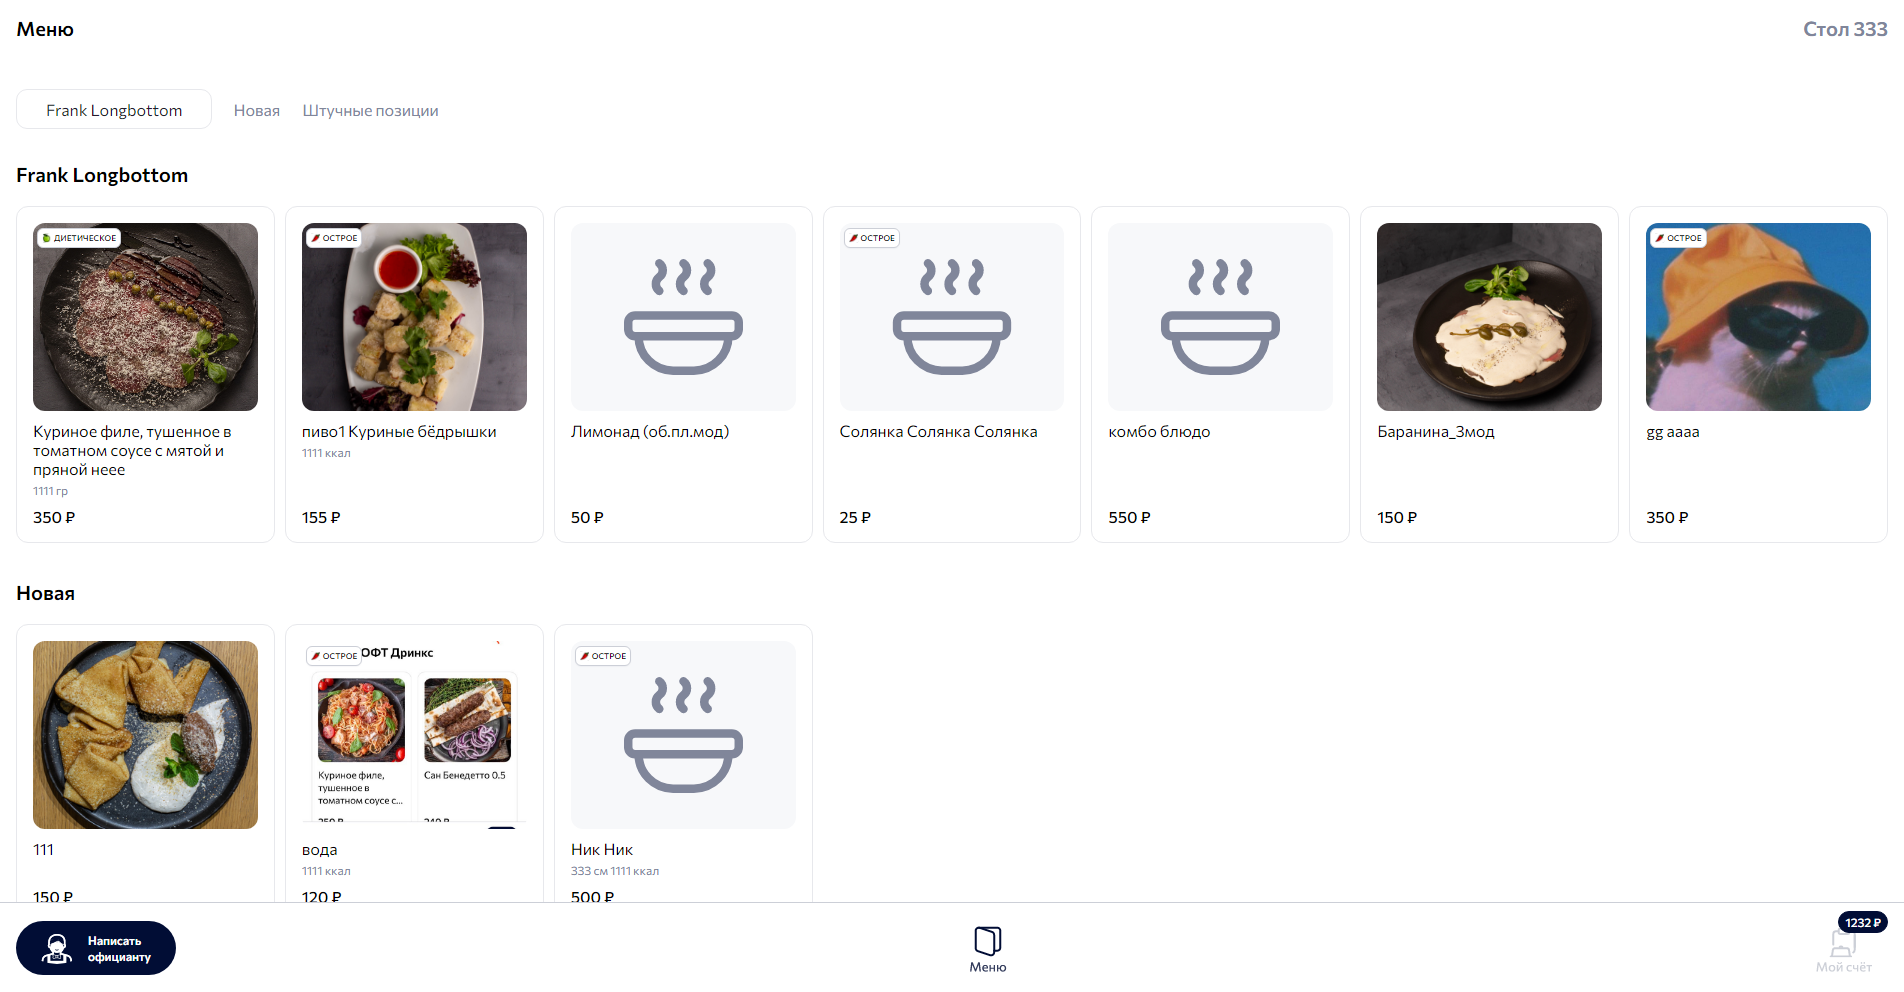 Меню
Стол 333
Frank Longbottom
Новая
Штучные позиции
Frank Longbottom
ДИЕТИЧЕСКОЕ
Куриное филе, тушенное в
томатном соусе с мятой и
пряной неее
1111 гр
350 ₽
ОСТРОЕ
пиво1 Куриные бёдрышки
1111 ккал
155 ₽
Лимонад (об.пл.мод)
50 ₽
ОСТРОЕ
Солянка Солянка Солянка
25 ₽
комбо блюдо
550 ₽
Баранина_3мод
150 ₽
ОСТРОЕ
gg аааа
350 ₽
Новая
111
150 ₽
ОСТРОЕ
ОФТ Дринкс
Куриное филе,
тушенное в
томатном соусе с...
350 ₽
Сан Бенедетто 0.5
340 ₽
вода
1111 ккал
120 ₽
ОСТРОЕ
Ник Ник
333 см 1111 ккал
500 ₽
Написать
официанту
Меню
1232 ₽
Мой счёт